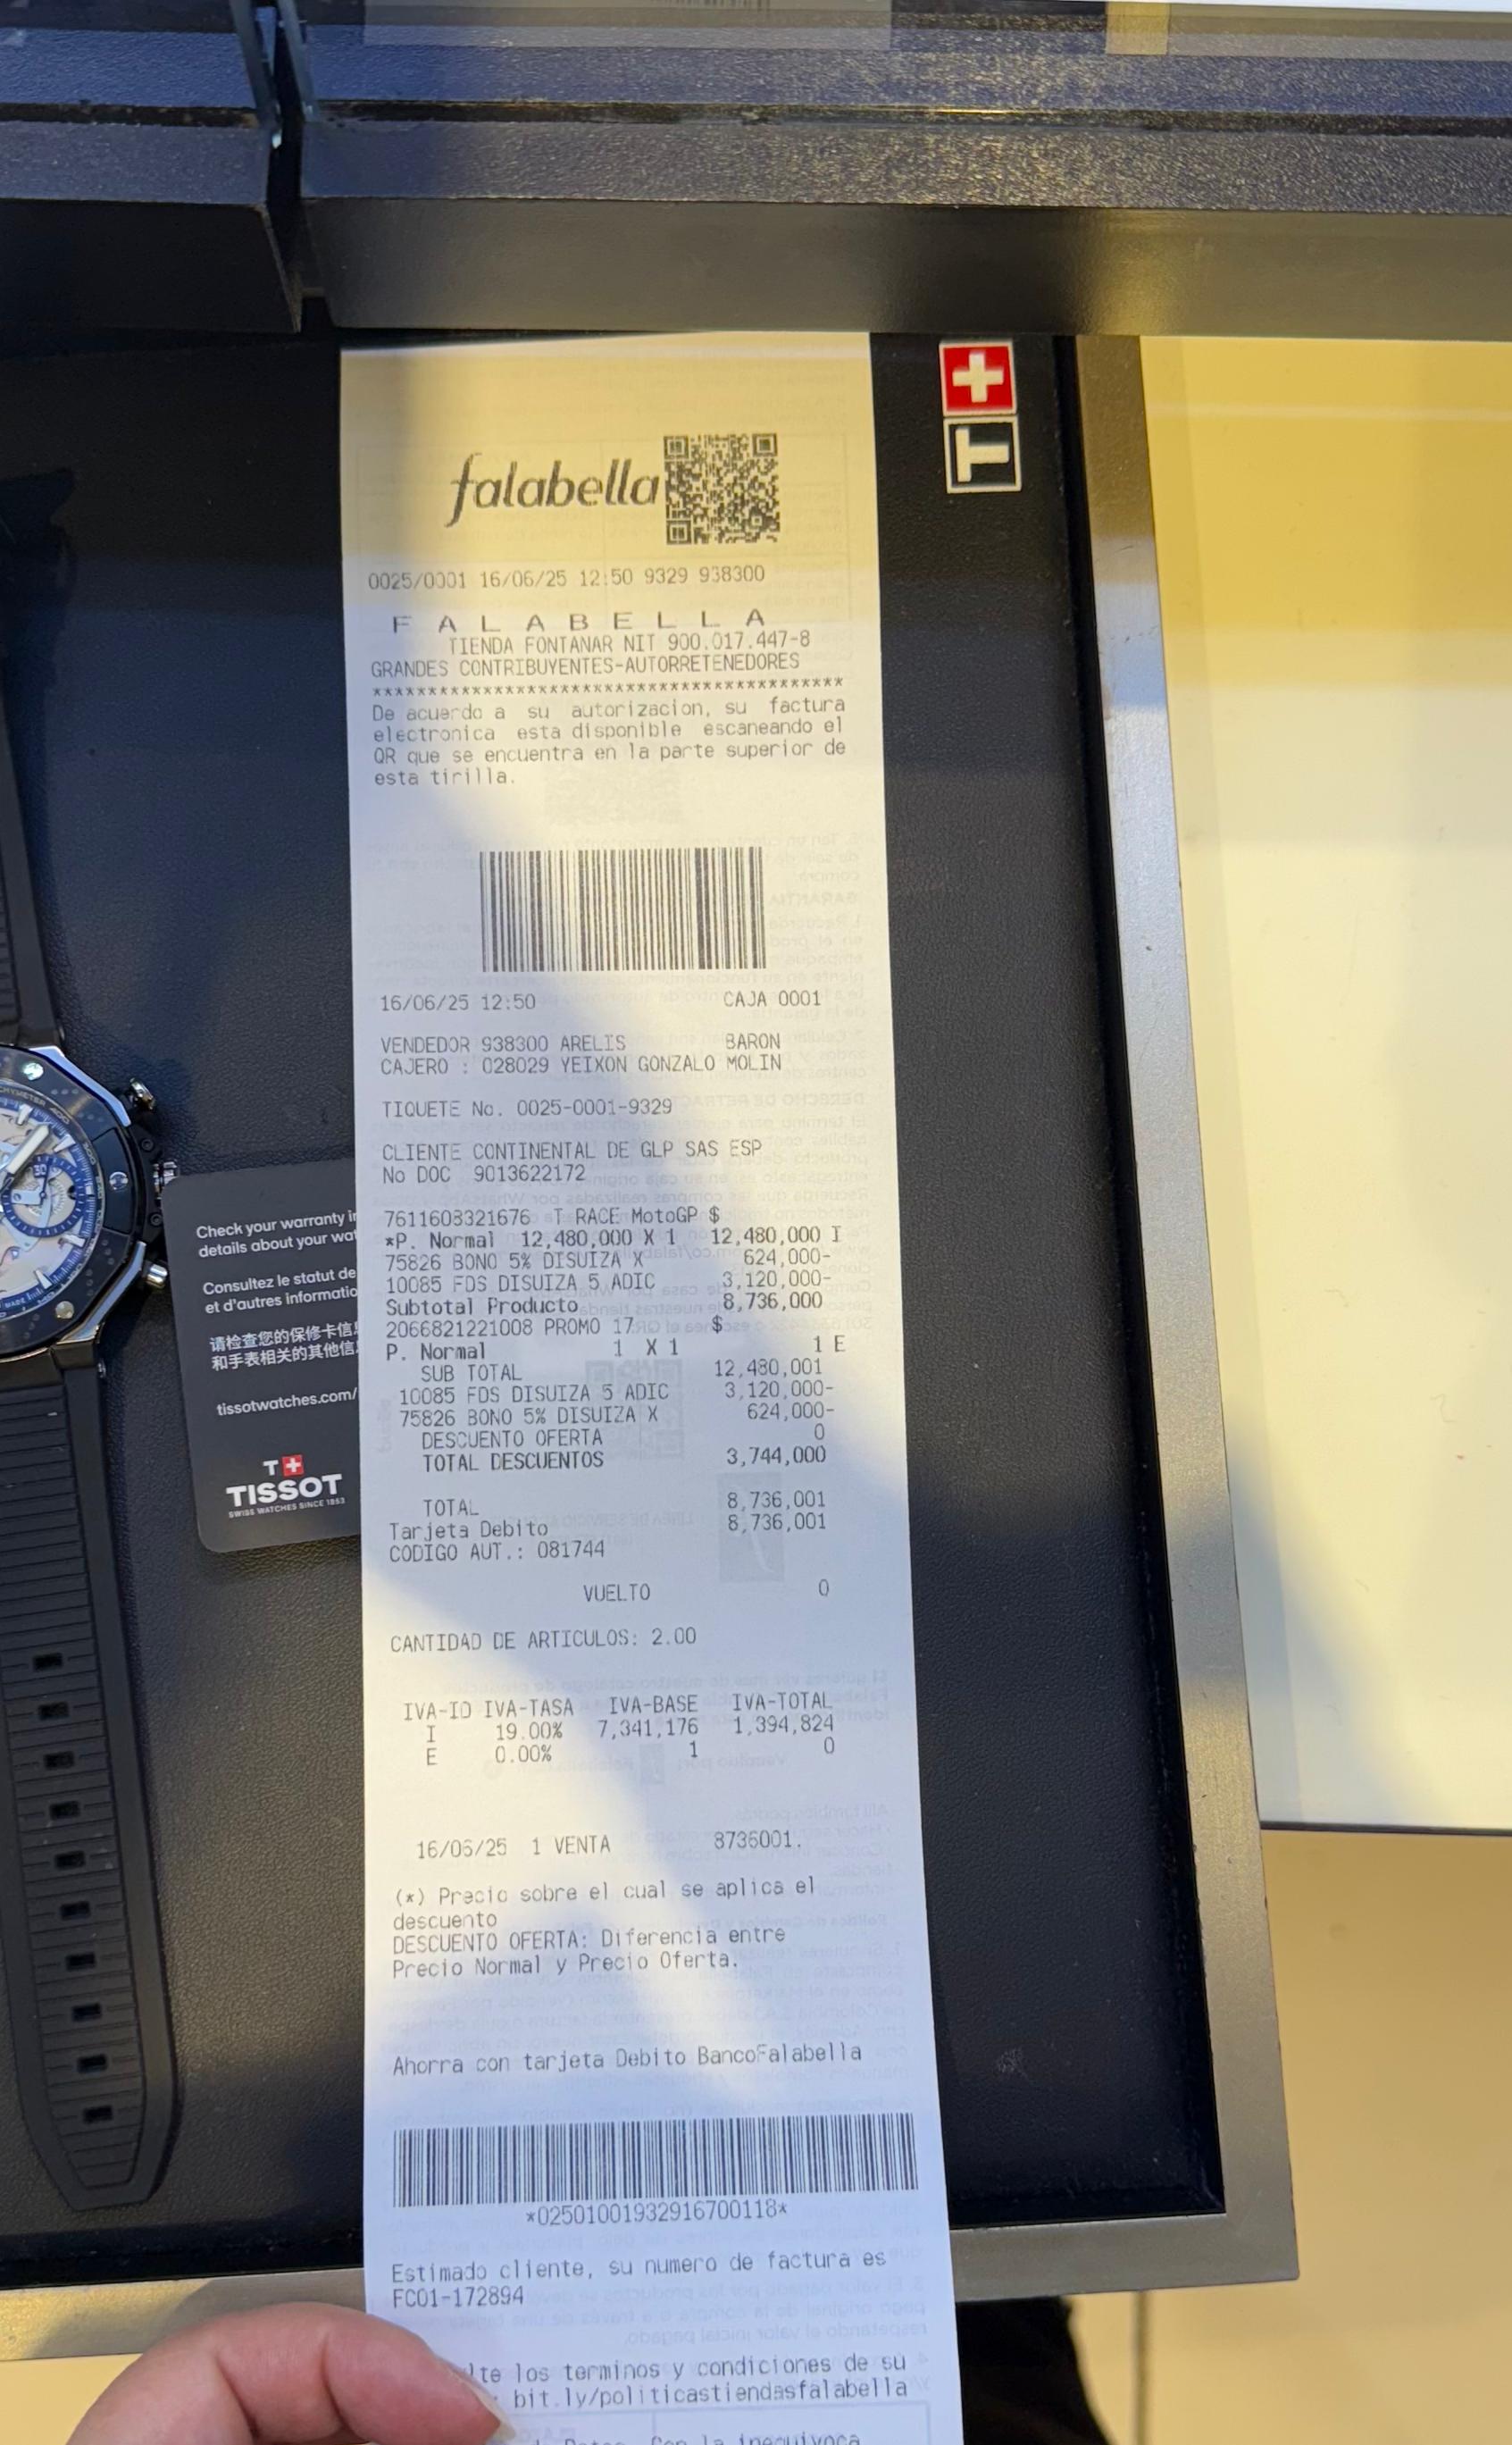 falabella
0025/0001 16/06/25 12:50 9329 938300
F A L A B E L L A
TIENDA FONTANAR NIT 900.017.447-8
GRANDES CONTRIBUYENTES-AUTORRETENEDORES
*******************************************
De acuerdo a su autorizacion, su factura
electronica esta disponible escaneando el
QR que se encuentra en la parte superior de
esta tirilla.
16/06/25 12:50 CAJA 0001
VENDEDOR 938300 ARELIS BARON
CAJERO : 028029 YEIXON GONZALO MOLIN
TIQUETE No. 0025-0001-9329
CLIENTE CONTINENTAL DE GLP SAS ESP
No DOC 9013622172
7611608321676 T RACE MotoGP $
*P. Normal 12,480,000 X 1 12,480,000 I
75826 BONO 5% DISUIZA X 624,000-
10085 FDS DISUIZA 5 ADIC 3,120,000-
Subtotal Producto 8,736,000
2066821221008 PROMO 17 $
P. Normal 1 X 1 1 E
SUB TOTAL 12,480,001
10085 FDS DISUIZA 5 ADIC 3,120,000-
75826 BONO 5% DISUIZA X 624,000-
DESCUENTO OFERTA 0
TOTAL DESCUENTOS 3,744,000
TOTAL 8,736,001
Tarjeta Debito 8,736,001
CODIGO AUT.: 081744
VUELTO 0
CANTIDAD DE ARTICULOS: 2.00
IVA-ID IVA-TASA IVA-BASE IVA-TOTAL
I 19.00% 7,341,176 1,394,824
E 0.00% 1 0
16/06/25 1 VENTA 8736001.
(*) Precio sobre el cual se aplica el
descuento
DESCUENTO OFERTA: Diferencia entre
Precio Normal y Precio Oferta.
Ahorra con tarjeta Debito BancoFalabella
*02501001932916700118*
Estimado cliente, su numero de factura es
FC01-172894
los terminos y condiciones de su
bit.ly/politicastiendasfalabella
T
Check your warranty
details about your
Consultez le statut de
et d'autres
请检查您的保修卡信
和手表相关的其他信
tissotwatches.com/
T+
TISSOT
SWISS WATCHES SINCE 1853
TACHYMETER 400
30